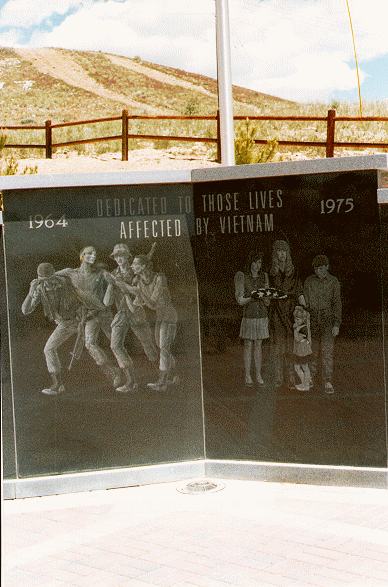 DEDICATED TO THOSE LIVES
1964 AFFECTED BY VIETNAM 1975